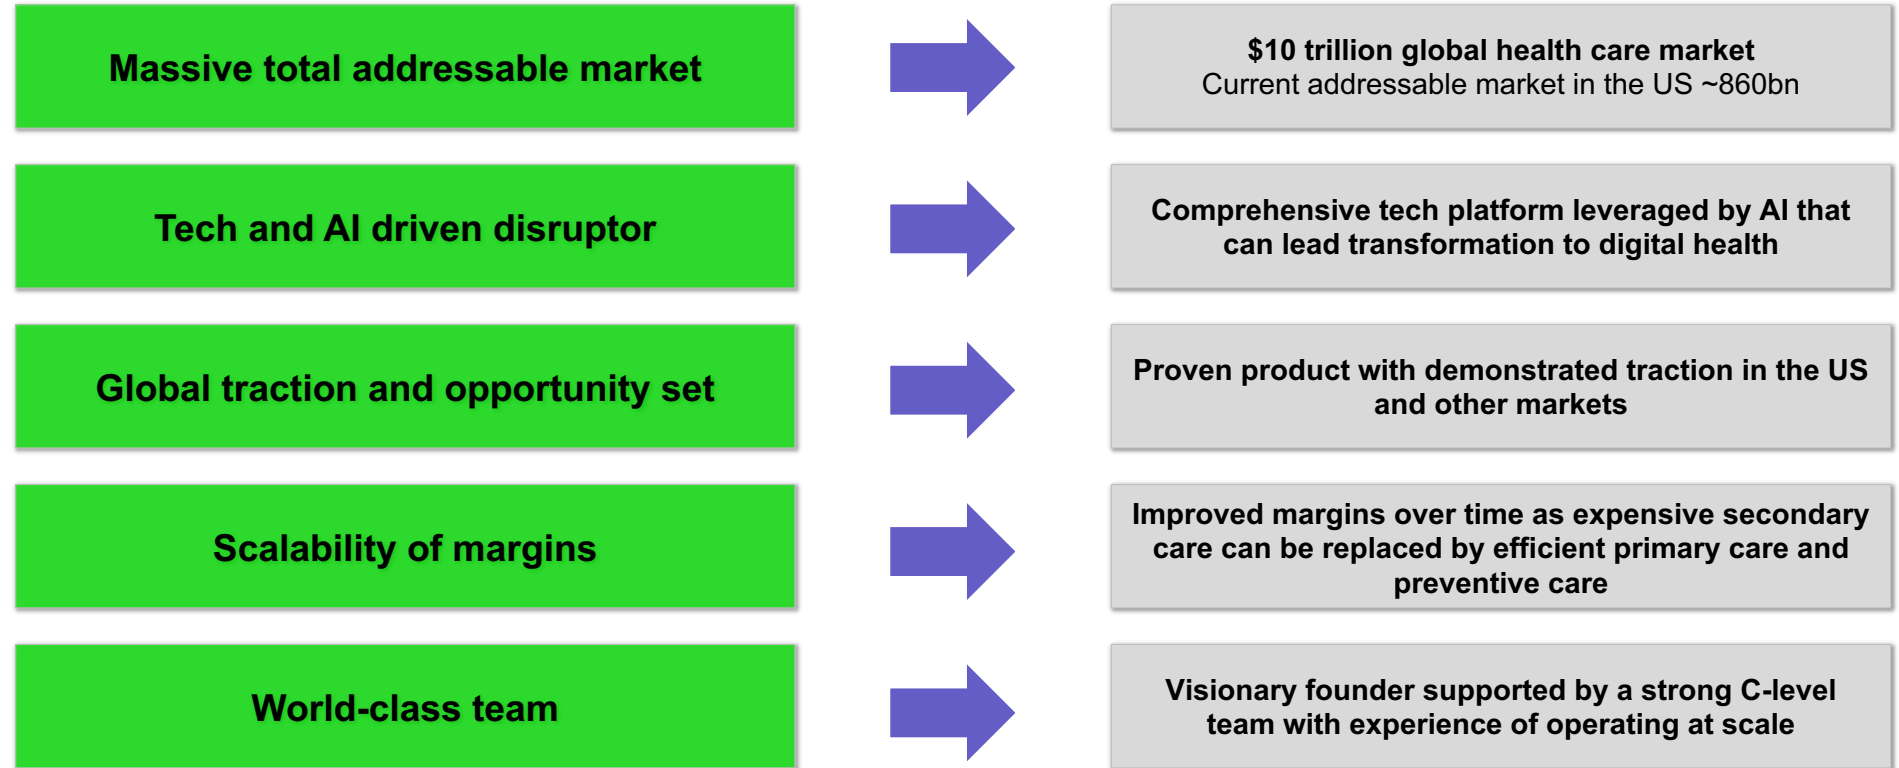 Massive total addressable market
$10 trillion global health care market
Current addressable market in the US ~860bn
Tech and AI driven disruptor
Comprehensive tech platform leveraged by AI that
can lead transformation to digital health
Global traction and opportunity set
Proven product with demonstrated traction in the US
and other markets
Scalability of margins
Improved margins over time as expensive secondary
care can be replaced by efficient primary care and
preventive care
World-class team
Visionary founder supported by a strong C-level
team with experience of operating at scale